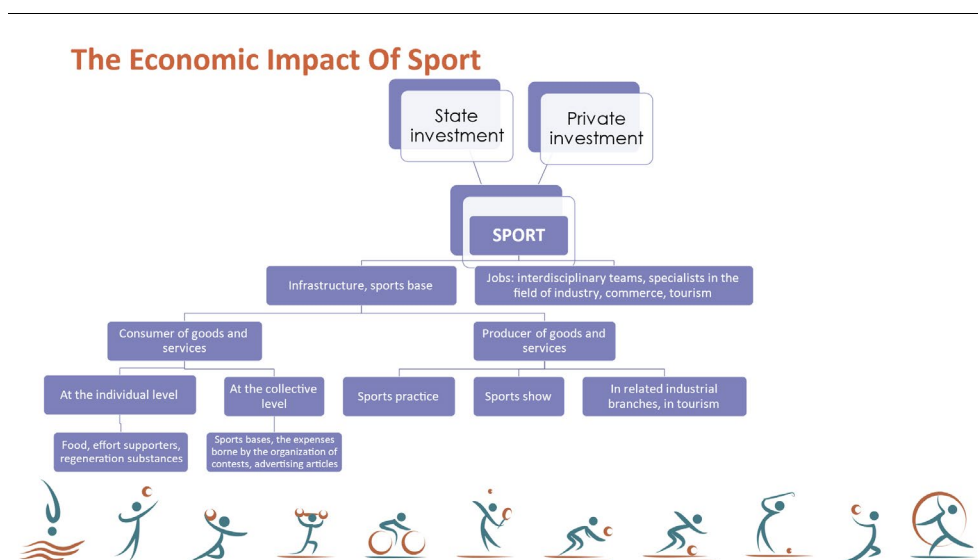 The Economic Impact Of Sport
State
investment
Private
investment
SPORT
Infrastructure, sports base
Jobs: interdisciplinary teams, specialists in the
field of industry, commerce, tourism
Consumer of goods and
services
Producer of goods and
services
At the individual level
At the collective
level
Sports practice
Sports show
In related industrial
branches, in tourism
Food, effort supporters,
regeneration substances
Sports bases, the expenses
borne by the organization of
contests, advertising articles